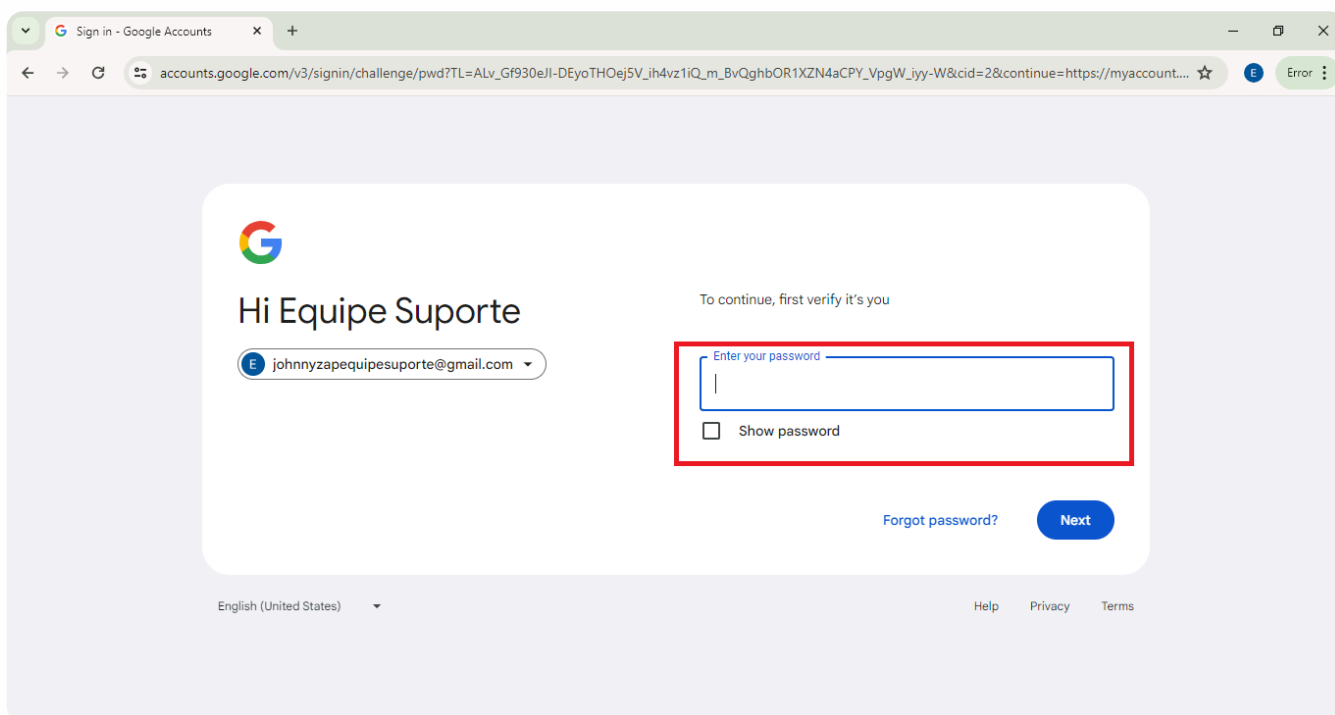 Sign in - Google Accounts
accounts.google.com/v3/signin/challenge/pwd?TL=ALv_Gf930eJI-DEyoTHOej5V_ih4vz1iQ_m_BvQghbOR1XZN4aCPY_VpgW_iyy-W&cid=2&continue=https://myaccount.... E Error
Hi Equipe Suporte
E johnnyzapequipesuporte@gmail.com
To continue, first verify it's you
Enter your password
Show password
Forgot password? Next
English (United States) Help Privacy Terms